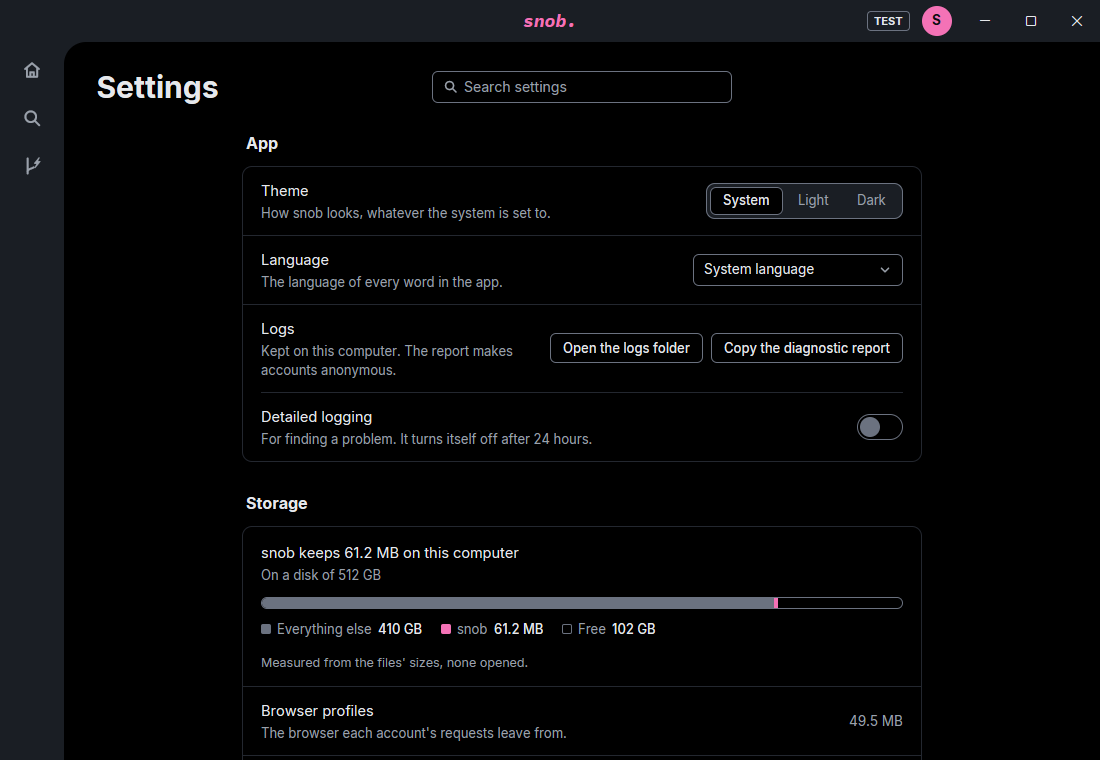 snob.
TEST
S
Settings
Search settings
App
Theme
How snob looks, whatever the system is set to.
System
Light
Dark
Language
The language of every word in the app.
System language
Logs
Kept on this computer. The report makes
accounts anonymous.
Open the logs folder
Copy the diagnostic report
Detailed logging
For finding a problem. It turns itself off after 24 hours.
Storage
snob keeps 61.2 MB on this computer
On a disk of 512 GB
Everything else 410 GB
snob 61.2 MB
Free 102 GB
Measured from the files' sizes, none opened.
Browser profiles
The browser each account's requests leave from.
49.5 MB